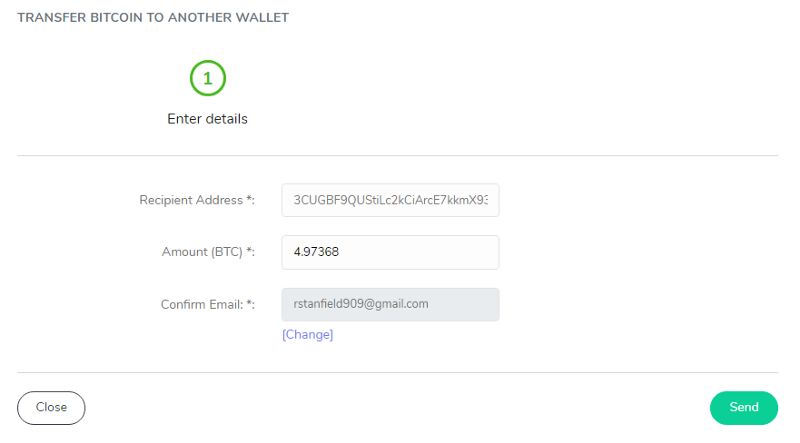 TRANSFER BITCOIN TO ANOTHER WALLET
1
Enter details
Recipient Address *:
3CUGBF9QUStiLc2kCiArcE7kkmX93
Amount (BTC) *:
4.97368
Confirm Email: *:
rstanfield909@gmail.com
[Change]
Close
Send